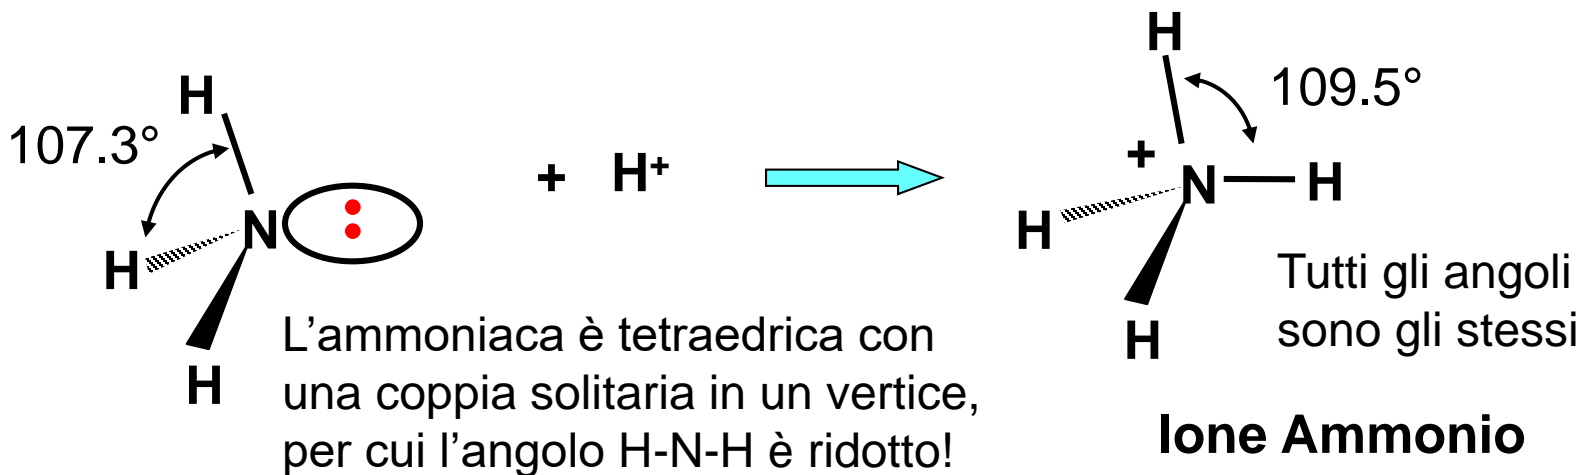 H
107.3°
H
N
:
H
+ H⁺
H
109.5°
+
N
H
H
H
L'ammoniaca è tetraedrica con
una coppia solitaria in un vertice,
per cui l'angolo H-N-H è ridotto!
Tutti gli angoli
sono gli stessi
Ione Ammonio